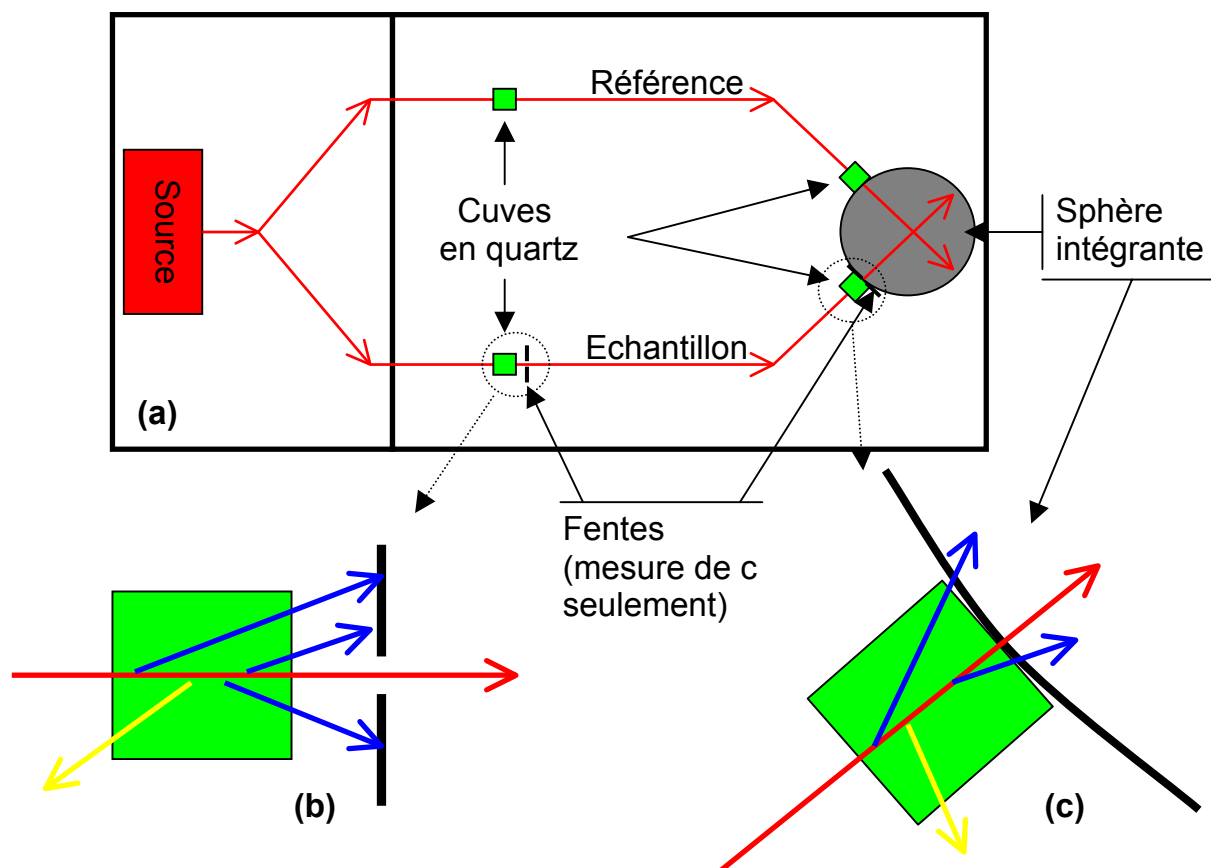 Référence
Source
Cuves
en quartz
Sphère
intégrante
Echantillon
(a)
Fentes
(mesure de c
seulement)
(b)
(c)